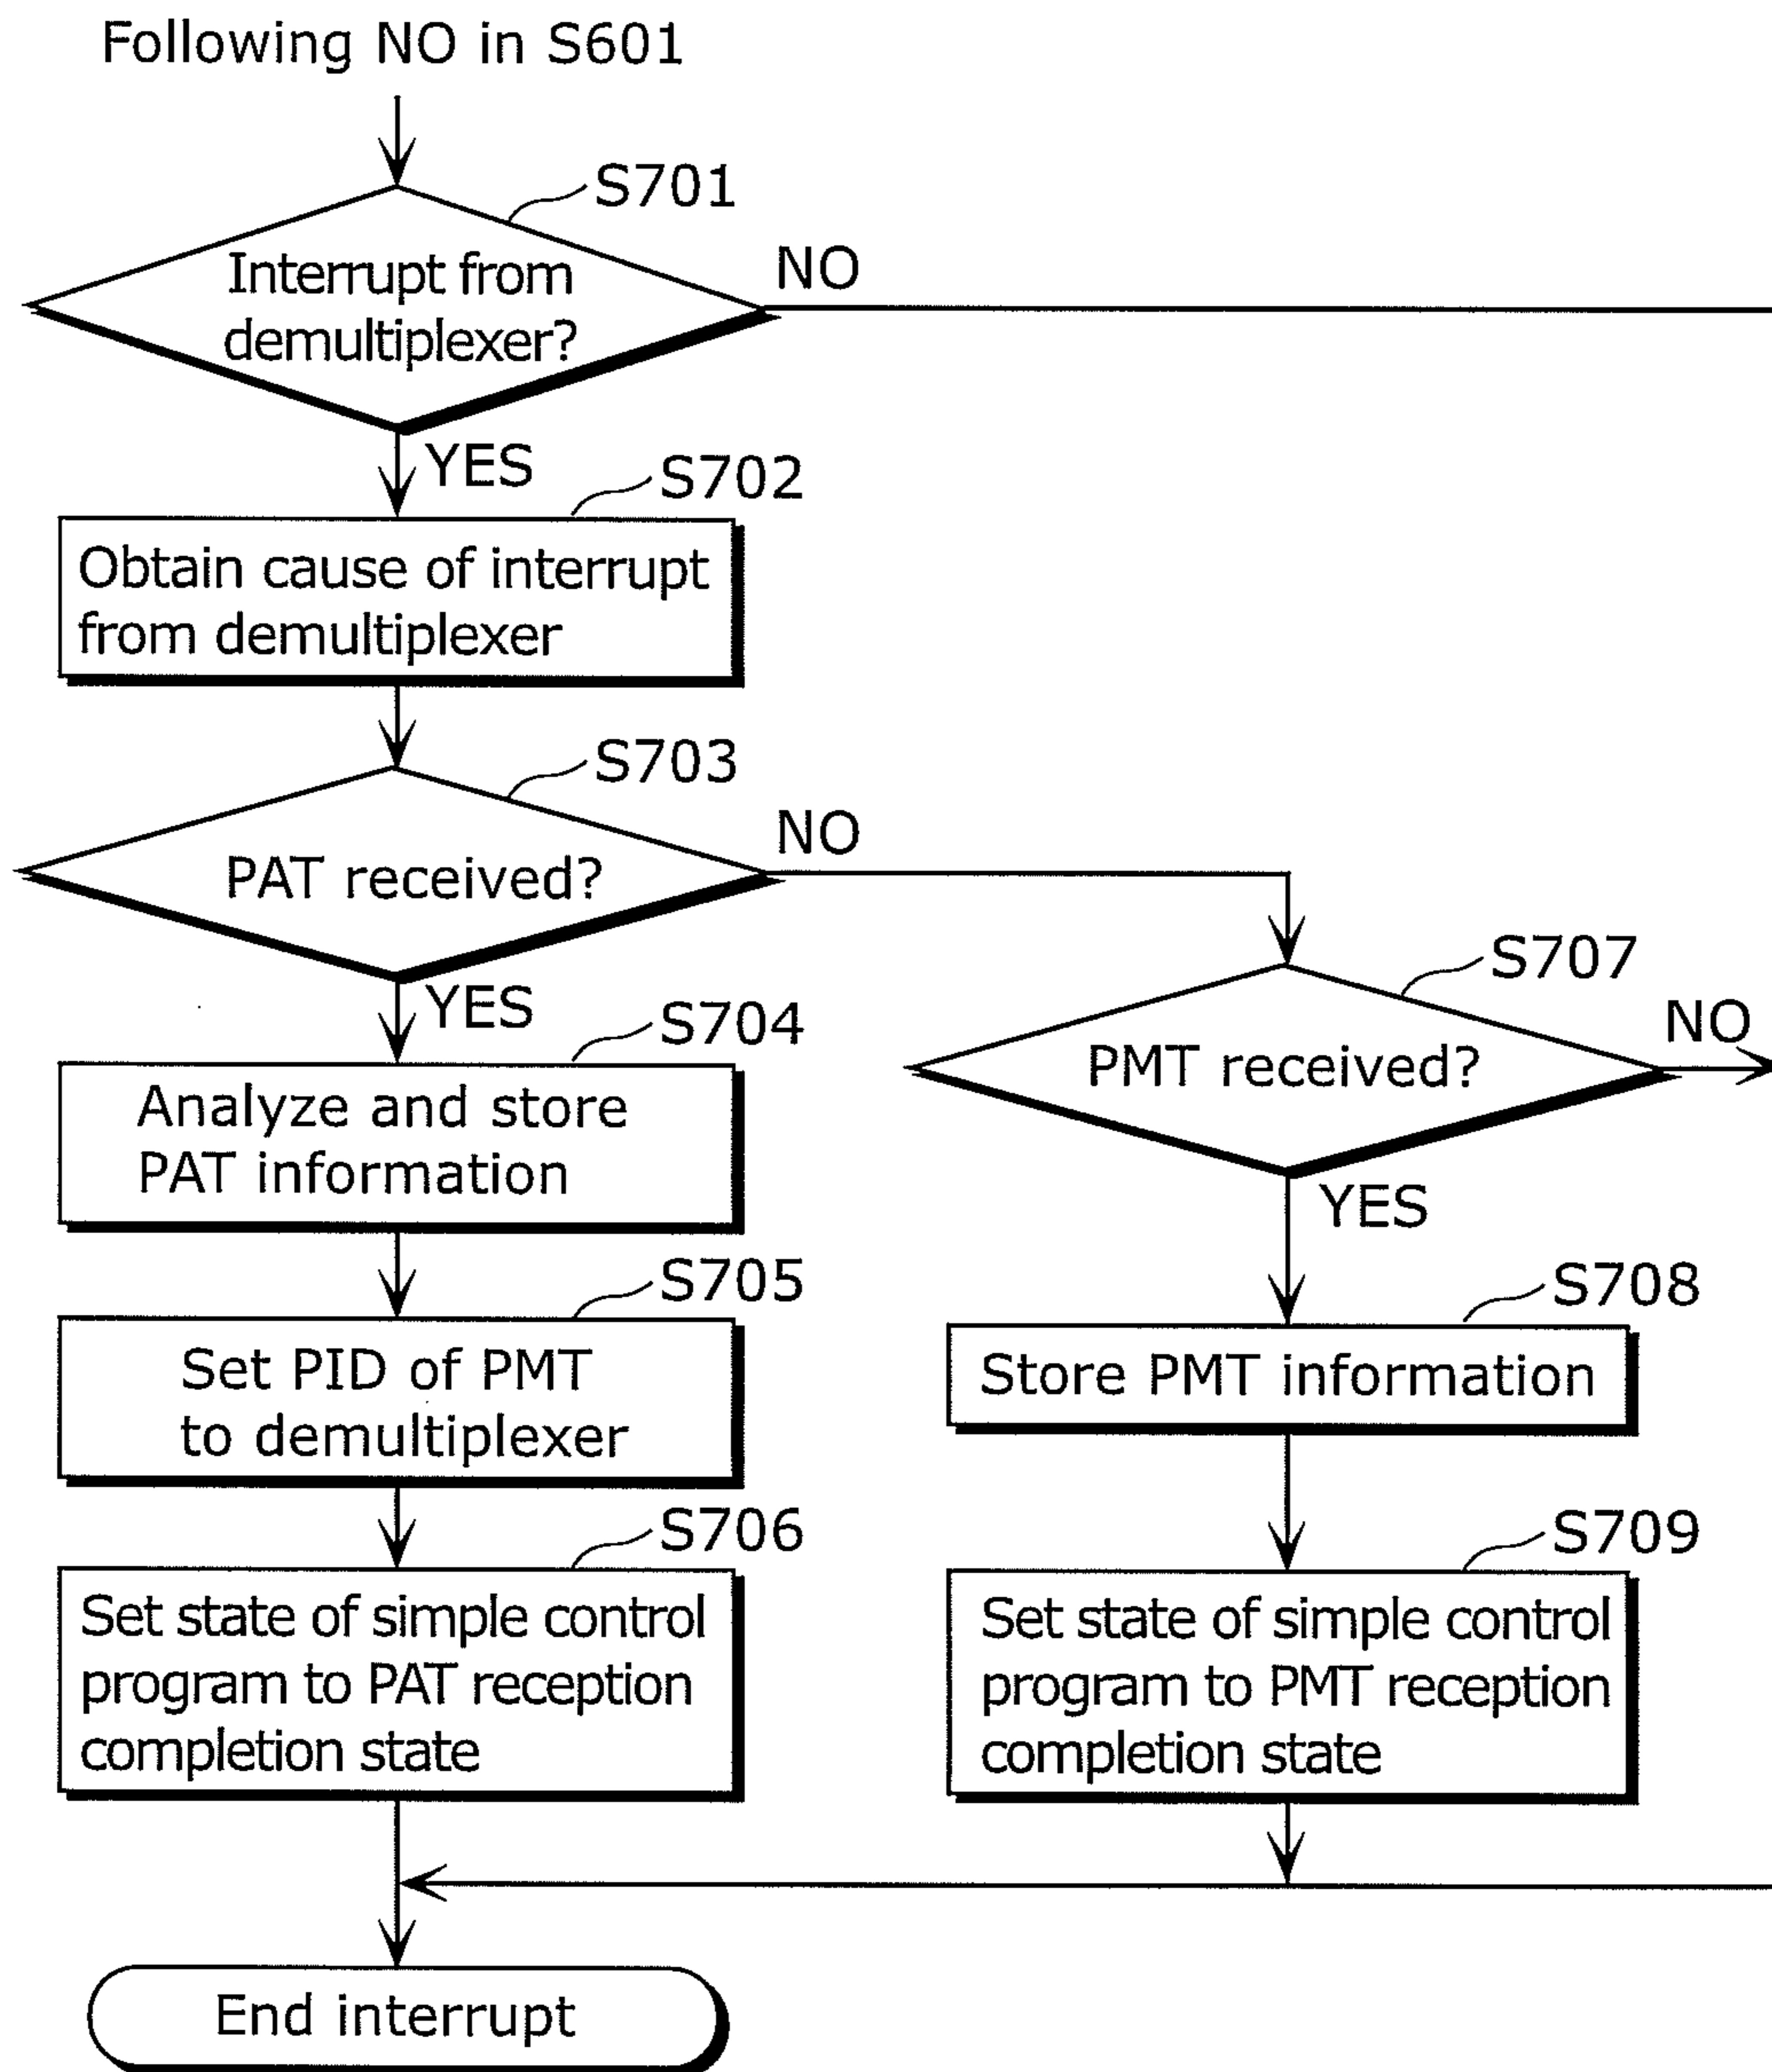 Following NO in S601
S701
Interrupt from
demultiplexer?
NO
YES
S702
Obtain cause of interrupt
from demultiplexer
S703
PAT received?
NO
YES
S704
Analyze and store
PAT information
S705
Set PID of PMT
to demultiplexer
S706
Set state of simple control
program to PAT reception
completion state
S707
PMT received?
NO
YES
S708
Store PMT information
S709
Set state of simple control
program to PMT reception
completion state
End interrupt